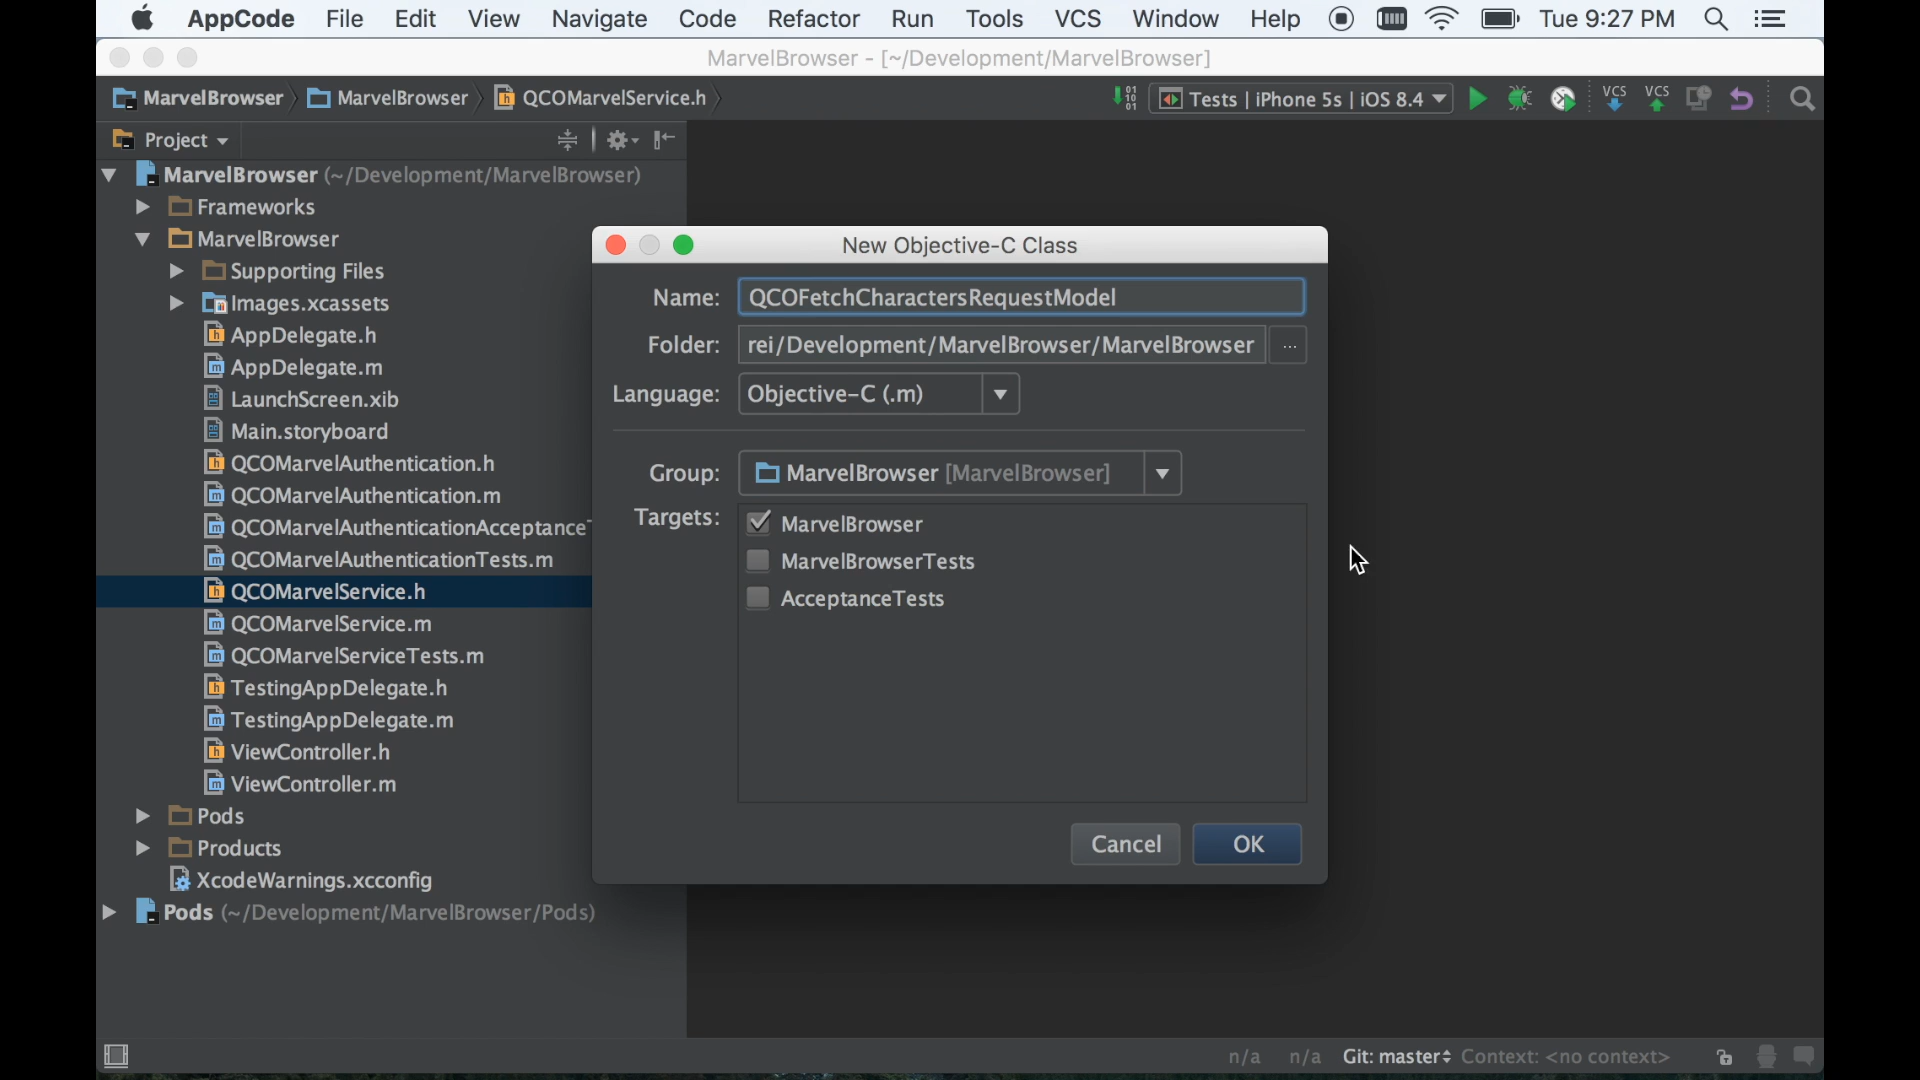 AppCode File Edit View Navigate Code Refactor Run Tools VCS Window Help Tue 9:27 PM
MarvelBrowser - [~/Development/MarvelBrowser]
MarvelBrowser MarvelBrowser QCOMarvelService.h Tests | iPhone 5s | iOS 8.4 VCS VCS
Project
MarvelBrowser (~/Development/MarvelBrowser)
Frameworks
MarvelBrowser
Supporting Files
Images.xcassets
AppDelegate.h
AppDelegate.m
LaunchScreen.xib
Main.storyboard
QCOMarvelAuthentication.h
QCOMarvelAuthentication.m
QCOMarvelAuthenticationAcceptance
QCOMarvelAuthenticationTests.m
QCOMarvelService.h
QCOMarvelService.m
QCOMarvelServiceTests.m
TestingAppDelegate.h
TestingAppDelegate.m
ViewController.h
ViewController.m
Pods
Products
XcodeWarnings.xcconfig
Pods (~/Development/MarvelBrowser/Pods)
New Objective-C Class
Name: QCOFetchCharactersRequestModel
Folder: rei/Development/MarvelBrowser/MarvelBrowser ...
Language: Objective-C (.m)
Group: MarvelBrowser [MarvelBrowser]
Targets: MarvelBrowser
MarvelBrowserTests
AcceptanceTests
Cancel OK
n/a n/a Git: master Context: <no context>